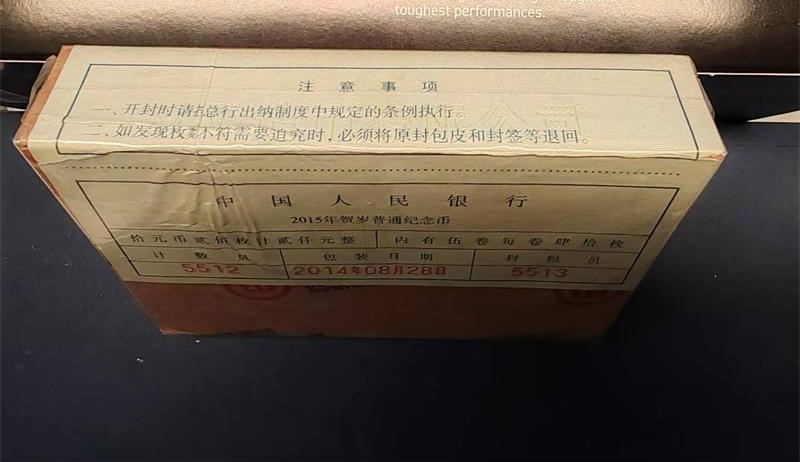 toughest performances.
注意事项
一、开封时请按总行出纳制度中规定的条例执行。
二、如发现枚数不符需要追究时,必须将原封包皮和封签等退回。
中国人民银行
2015年贺岁普通纪念币
拾元币贰佰枚计贰仟元整 内有伍卷每卷肆拾枚
计数员 包装日期 封包员
5512 2014年08月28日 5513